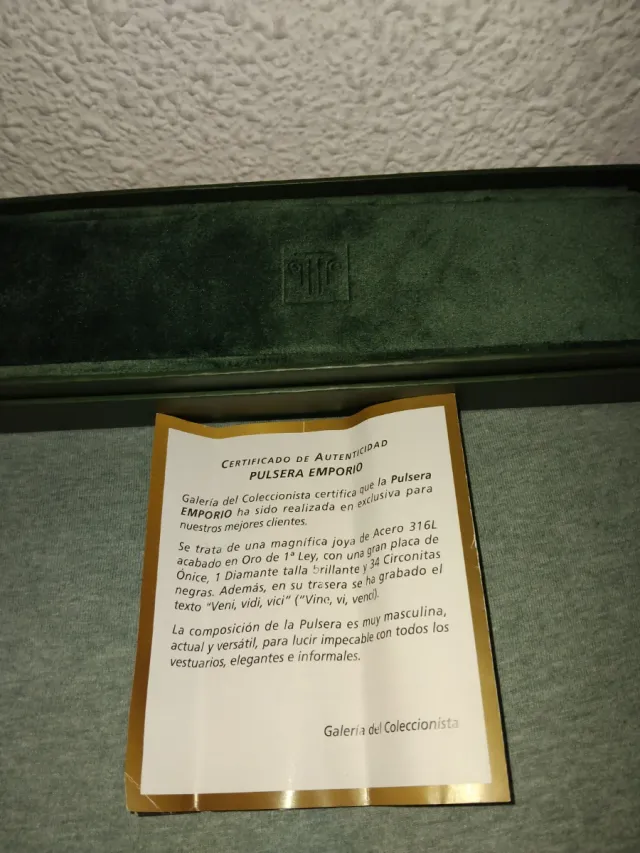 CERTIFICADO DE AUTENTICIDAD
PULSERA EMPORIO
Galería del Coleccionista certifica que la Pulsera
EMPORIO ha sido realizada en exclusiva para
nuestros mejores clientes.
Se trata de una magnífica joya de Acero 316L
acabado en Oro de 1ª Ley, con una gran placa de
Ónice, 1 Diamante talla brillante y 34 Circonitas
negras. Además, en su trasera se ha grabado el
texto “Veni, vidi, vici” (“Vine, vi, vencí).
La composición de la Pulsera es muy masculina,
actual y versátil, para lucir impecable con todos los
vestuarios, elegantes e informales.
Galería del Coleccionista